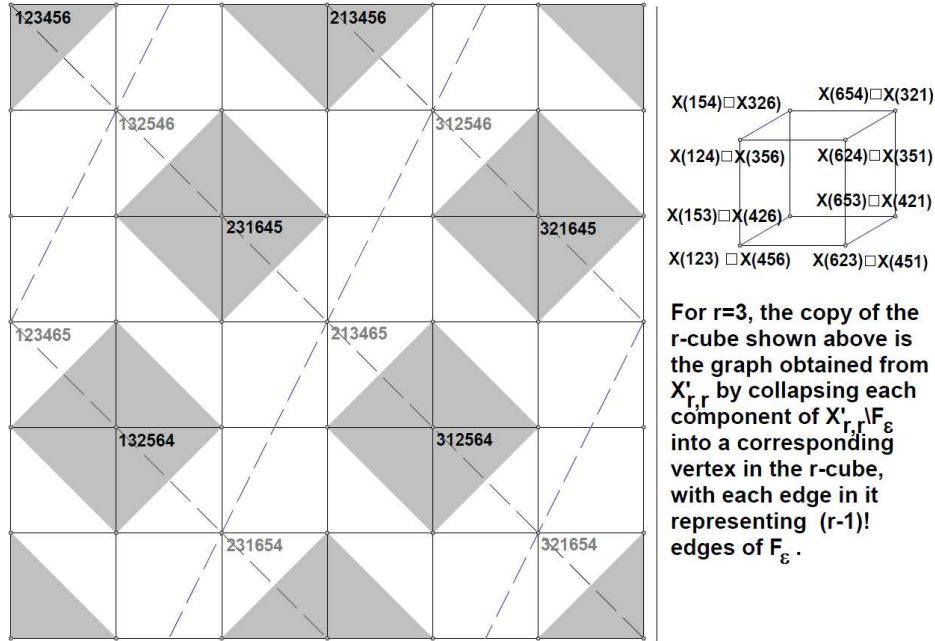 123456
213456
132546
312546
231645
321645
123465
213465
132564
312564
231654
321654
X(154)□X326)
X(654)□X(321)
X(124)□X(356)
X(624)□X(351)
X(653)□X(421)
X(153)□X(426)
X(123) □X(456)
X(623)□X(451)
For r=3, the copy of the
r-cube shown above is
the graph obtained from
X'r,r by collapsing each
component of X'r,r\Fε
into a corresponding
vertex in the r-cube,
with each edge in it
representing (r-1)!
edges of Fε .